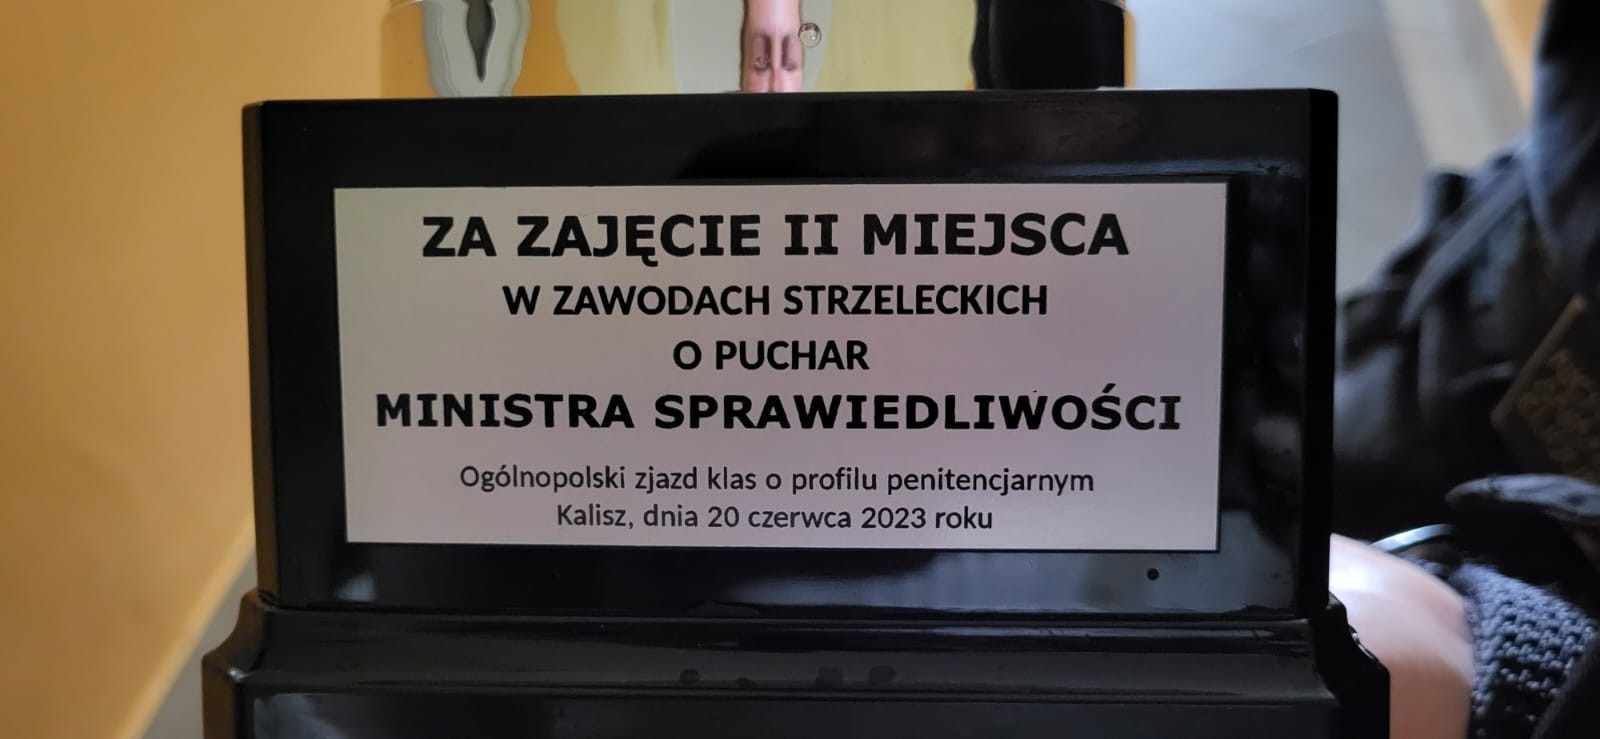 ZA ZAJĘCIE II MIEJSCA
W ZAWODACH STRZELECKICH
O PUCHAR
MINISTRA SPRAWIEDLIWOŚCI
Ogólnopolski zjazd klas o profilu penitencjarnym
Kalisz, dnia 20 czerwca 2023 roku